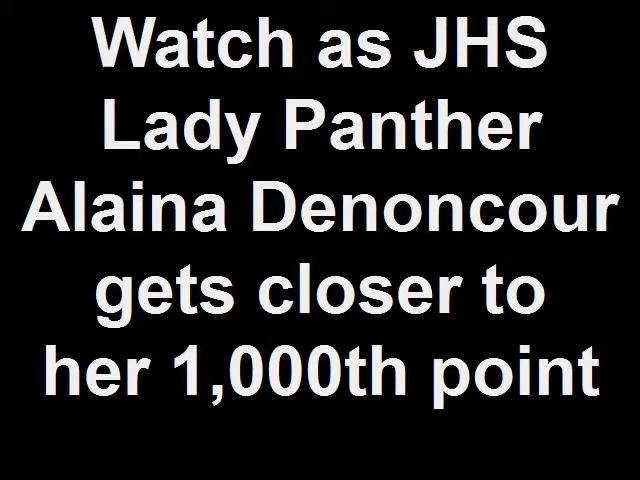 Watch as JHS
Lady Panther
Alaina Denoncour
gets closer to
her 1,000th point